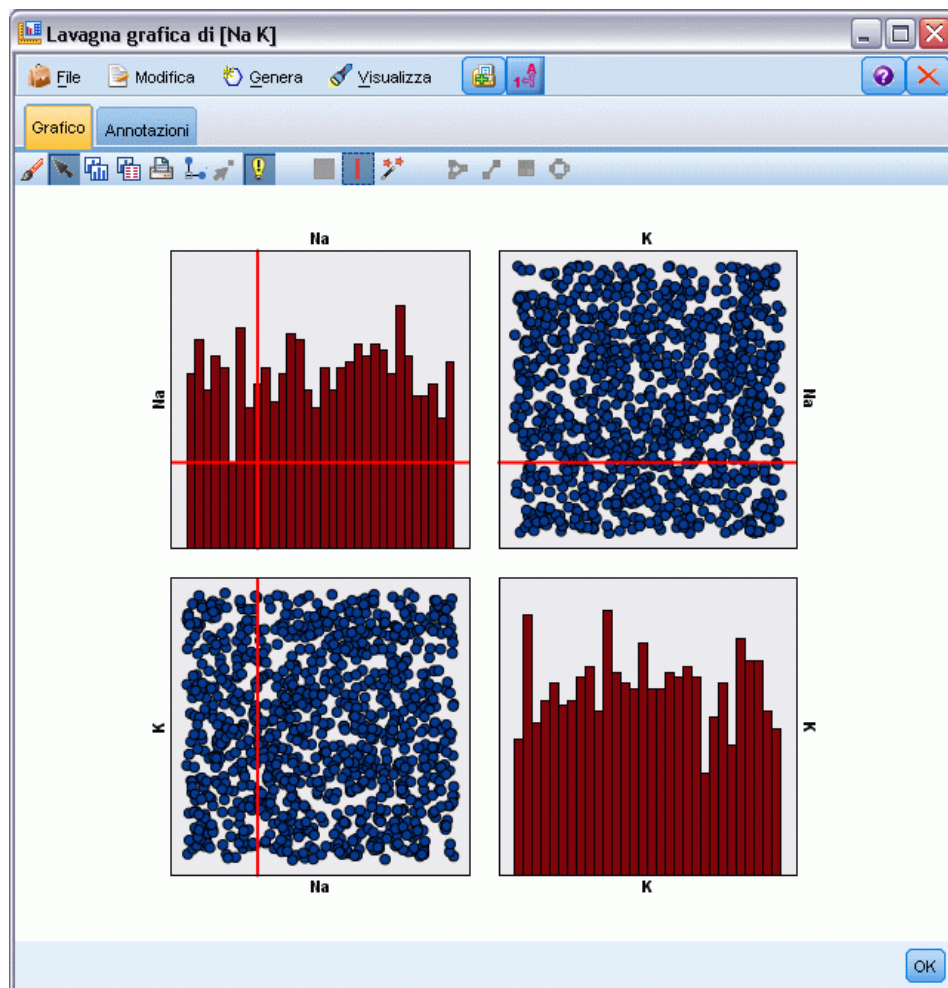 Lavagna grafica di [Na K]
File Modifica Genera Visualizza
Grafico Annotazioni
Na K
Na Na
K K
Na K
OK